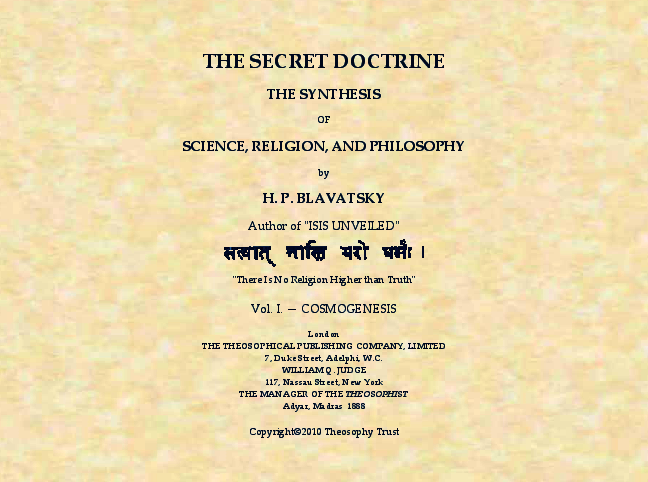 THE SECRET DOCTRINE
THE SYNTHESIS
OF
SCIENCE, RELIGION, AND PHILOSOPHY
by
H. P. BLAVATSKY
Author of "ISIS UNVEILED"
सत्यात् नास्ति परो धर्मः ।
"There Is No Religion Higher than Truth"
Vol. I. — COSMOGENESIS
London
THE THEOSOPHICAL PUBLISHING COMPANY, LIMITED
7, Duke Street, Adelphi, W.C.
WILLIAM Q. JUDGE
117, Nassau Street, New York
THE MANAGER OF THE THEOSOPHIST
Adyar, Madras 1888
Copyright©2010 Theosophy Trust